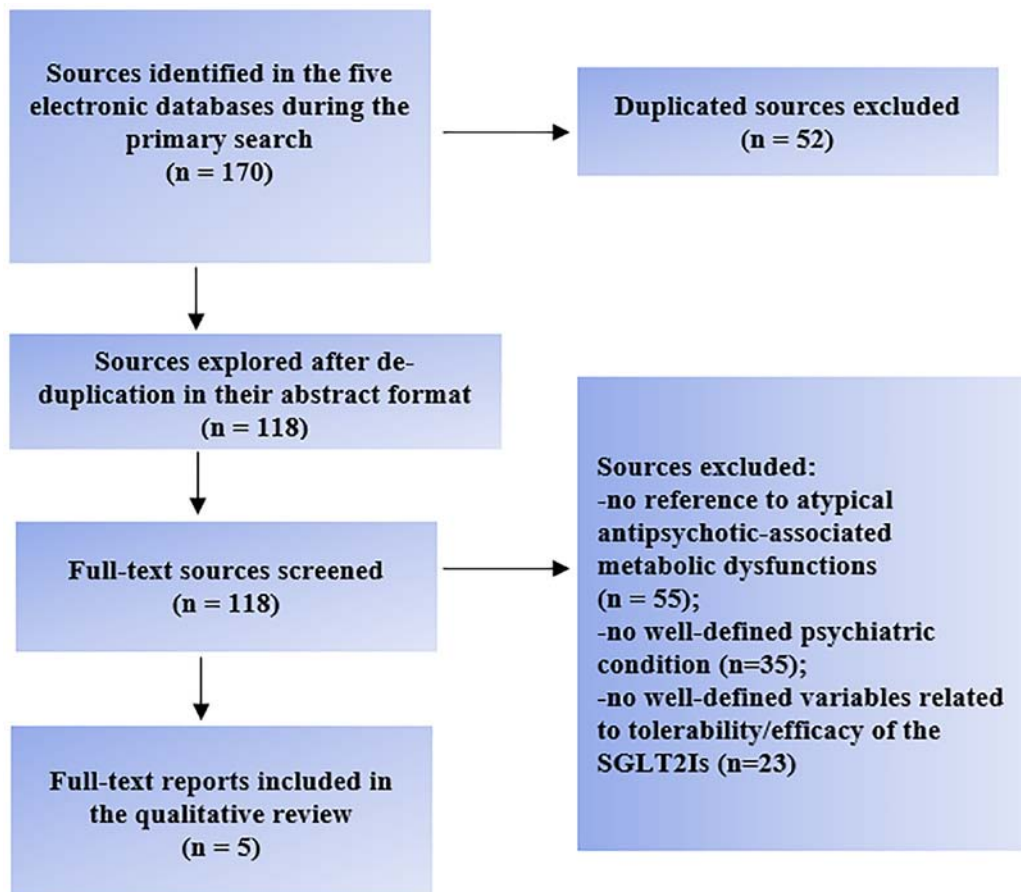 Sources identified in the five
electronic databases during the
primary search
(n = 170)
Duplicated sources excluded
(n = 52)
Sources explored after de-
duplication in their abstract format
(n = 118)
Full-text sources screened
(n = 118)
Sources excluded:
-no reference to atypical
antipsychotic-associated
metabolic dysfunctions
(n = 55);
-no well-defined psychiatric
condition (n=35);
-no well-defined variables related
to tolerability/efficacy of the
SGLT2Is (n=23)
Full-text reports included in
the qualitative review
(n = 5)